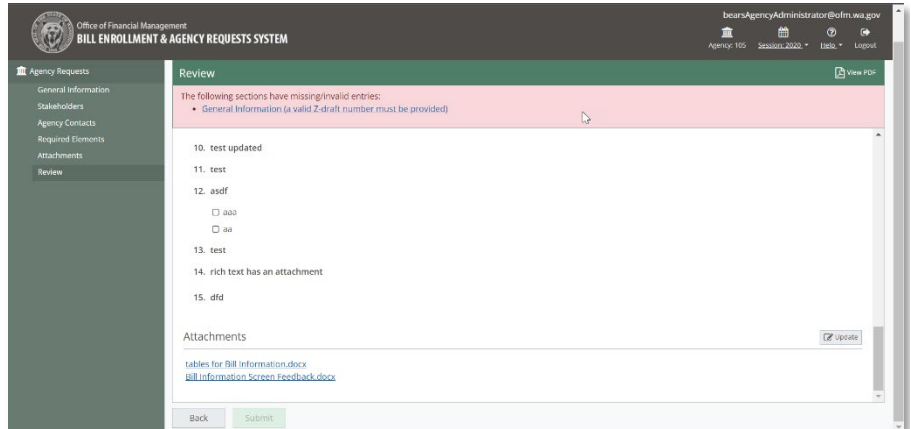 Office of Financial Management
BILL ENROLLMENT & AGENCY REQUESTS SYSTEM
bearsAgencyAdministrator@ofm.wa.gov
Agency: 105 Session: 2020 Help Logout
Agency Requests
General Information
Stakeholders
Agency Contacts
Required Elements
Attachments
Review
Review
View PDF
The following sections have missing/invalid entries:
• General Information (a valid Z-draft number must be provided)
10. test updated
11. test
12. asdf
aaa
aa
13. test
14. rich text has an attachment
15. dfd
Attachments
Update
tables for Bill Information.docx
Bill Information Screen Feedback.docx
Back Submit